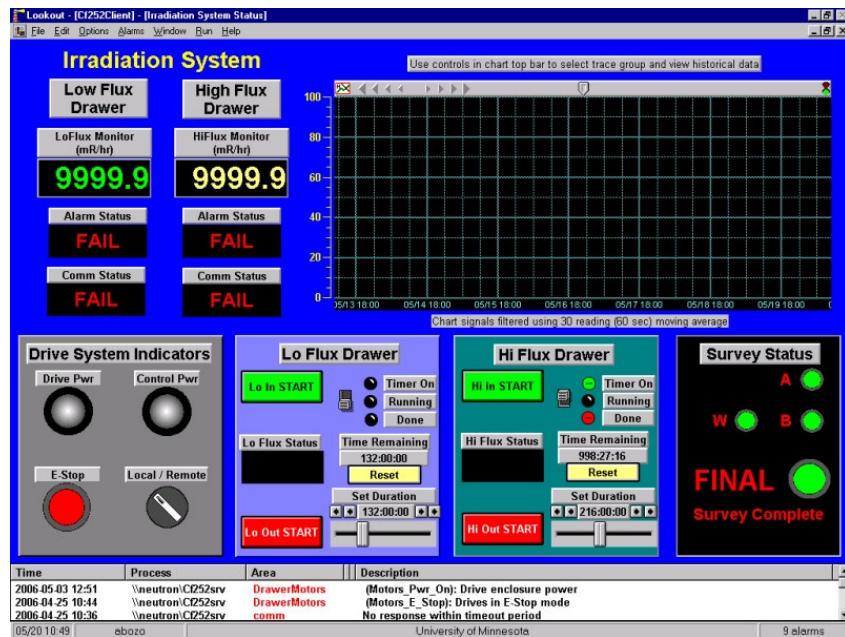 Lookout - [Cf252Client] - [Irradiation System Status]
File Edit Options Alarms Window Run Help
Irradiation System
Use controls in chart top bar to select trace group and view historical data
Low Flux Drawer
High Flux Drawer
LoFlux Monitor (mR/hr)
HiFlux Monitor (mR/hr)
9999.9
9999.9
Alarm Status
Alarm Status
FAIL
FAIL
Comm Status
Comm Status
FAIL
FAIL
100
80
60
40
20
0
05/13 18:00 05/14 18:00 05/15 18:00 05/16 18:00 05/17 18:00 05/18 18:00 05/19 18:00
Chart signals filtered using 30 reading (60 sec) moving average
Drive System Indicators
Drive Pwr
Control Pwr
E-Stop
Local / Remote
Lo Flux Drawer
Lo In START
Timer On
Running
Done
Lo Flux Status
Time Remaining
132:00:00
Reset
Set Duration
132:00:00
Lo Out START
Hi Flux Drawer
Hi In START
Timer On
Running
Done
Hi Flux Status
Time Remaining
998:27:16
Reset
Set Duration
216:00:00
Hi Out START
Survey Status
A
W B
FINAL
Survey Complete
Time Process Area Description
2006-05-03 12:51 \\neutron\Cf252srv DrawerMotors (Motors_Pwr_On): Drive enclosure power
2006-04-25 10:44 \\neutron\Cf252srv DrawerMotors (Motors_E_Stop): Drives in E-Stop mode
2006-04-25 10:36 \\neutron\Cf252srv comm No response within timeout period
05/20 10:49 abozo University of Minnesota 9 alarms